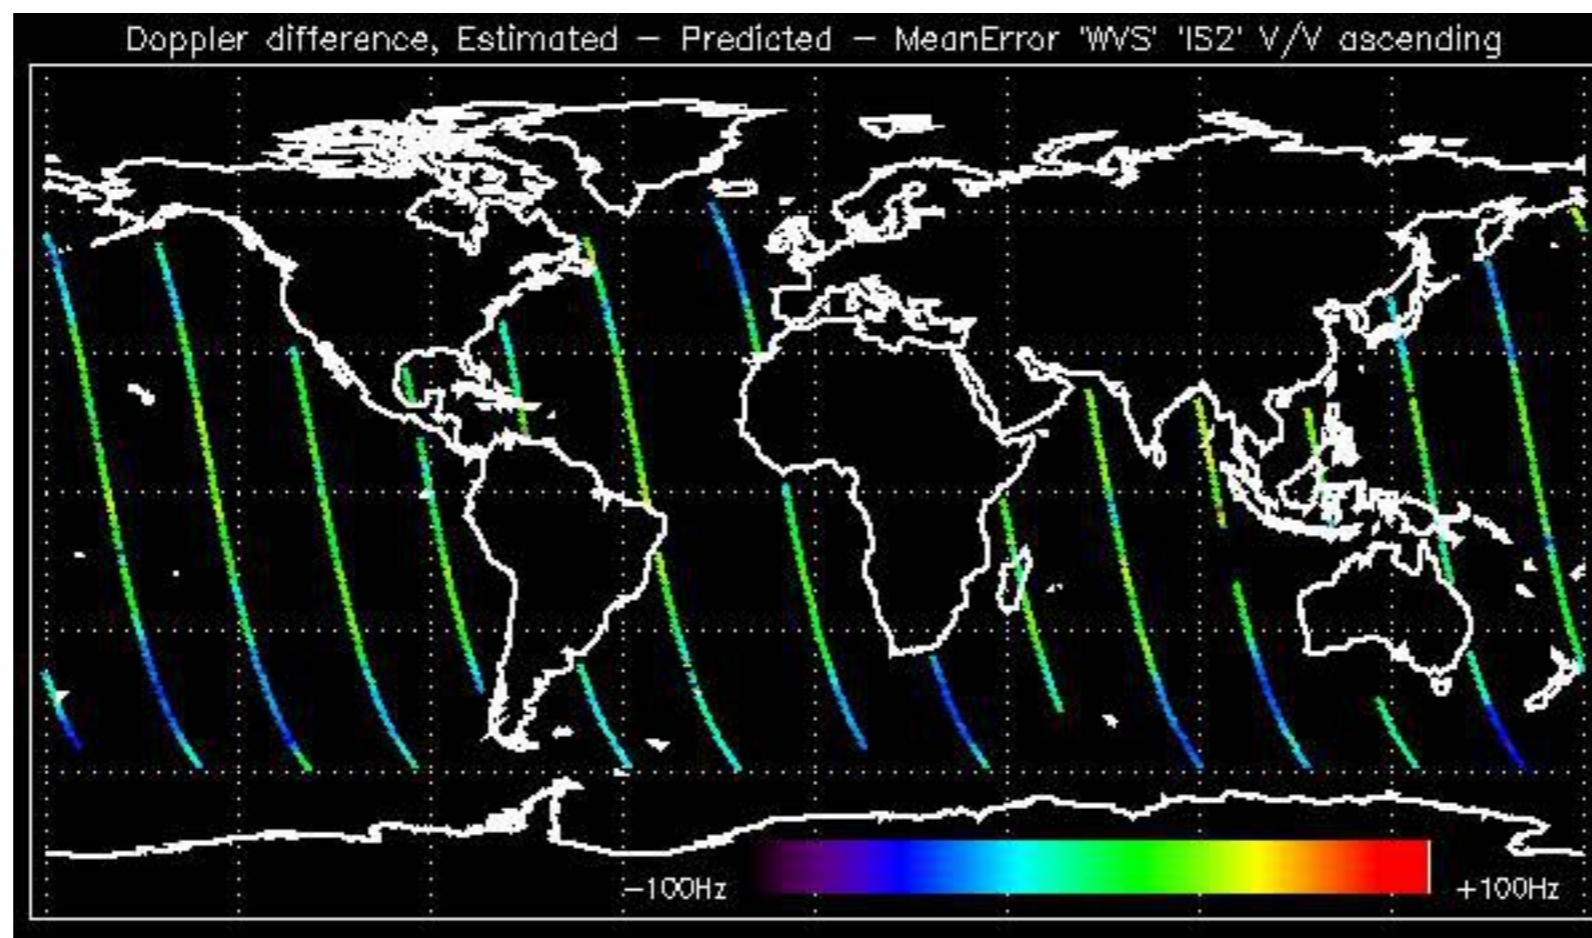 Doppler difference, Estimated – Predicted – MeanError 'WVS' 'IS2' V/V ascending
−100Hz
+100Hz